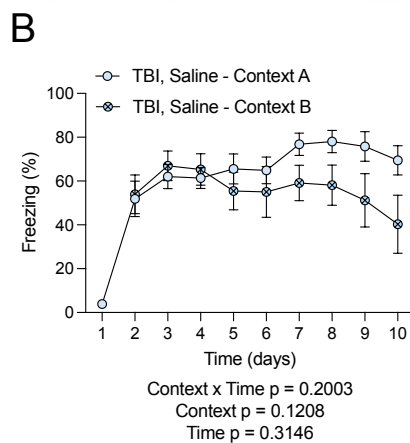 B
TBI, Saline - Context A
TBI, Saline - Context B
Freezing (%)
100
80
60
40
20
0
1 2 3 4 5 6 7 8 9 10
Time (days)
Context x Time p = 0.2003
Context p = 0.1208
Time p = 0.3146